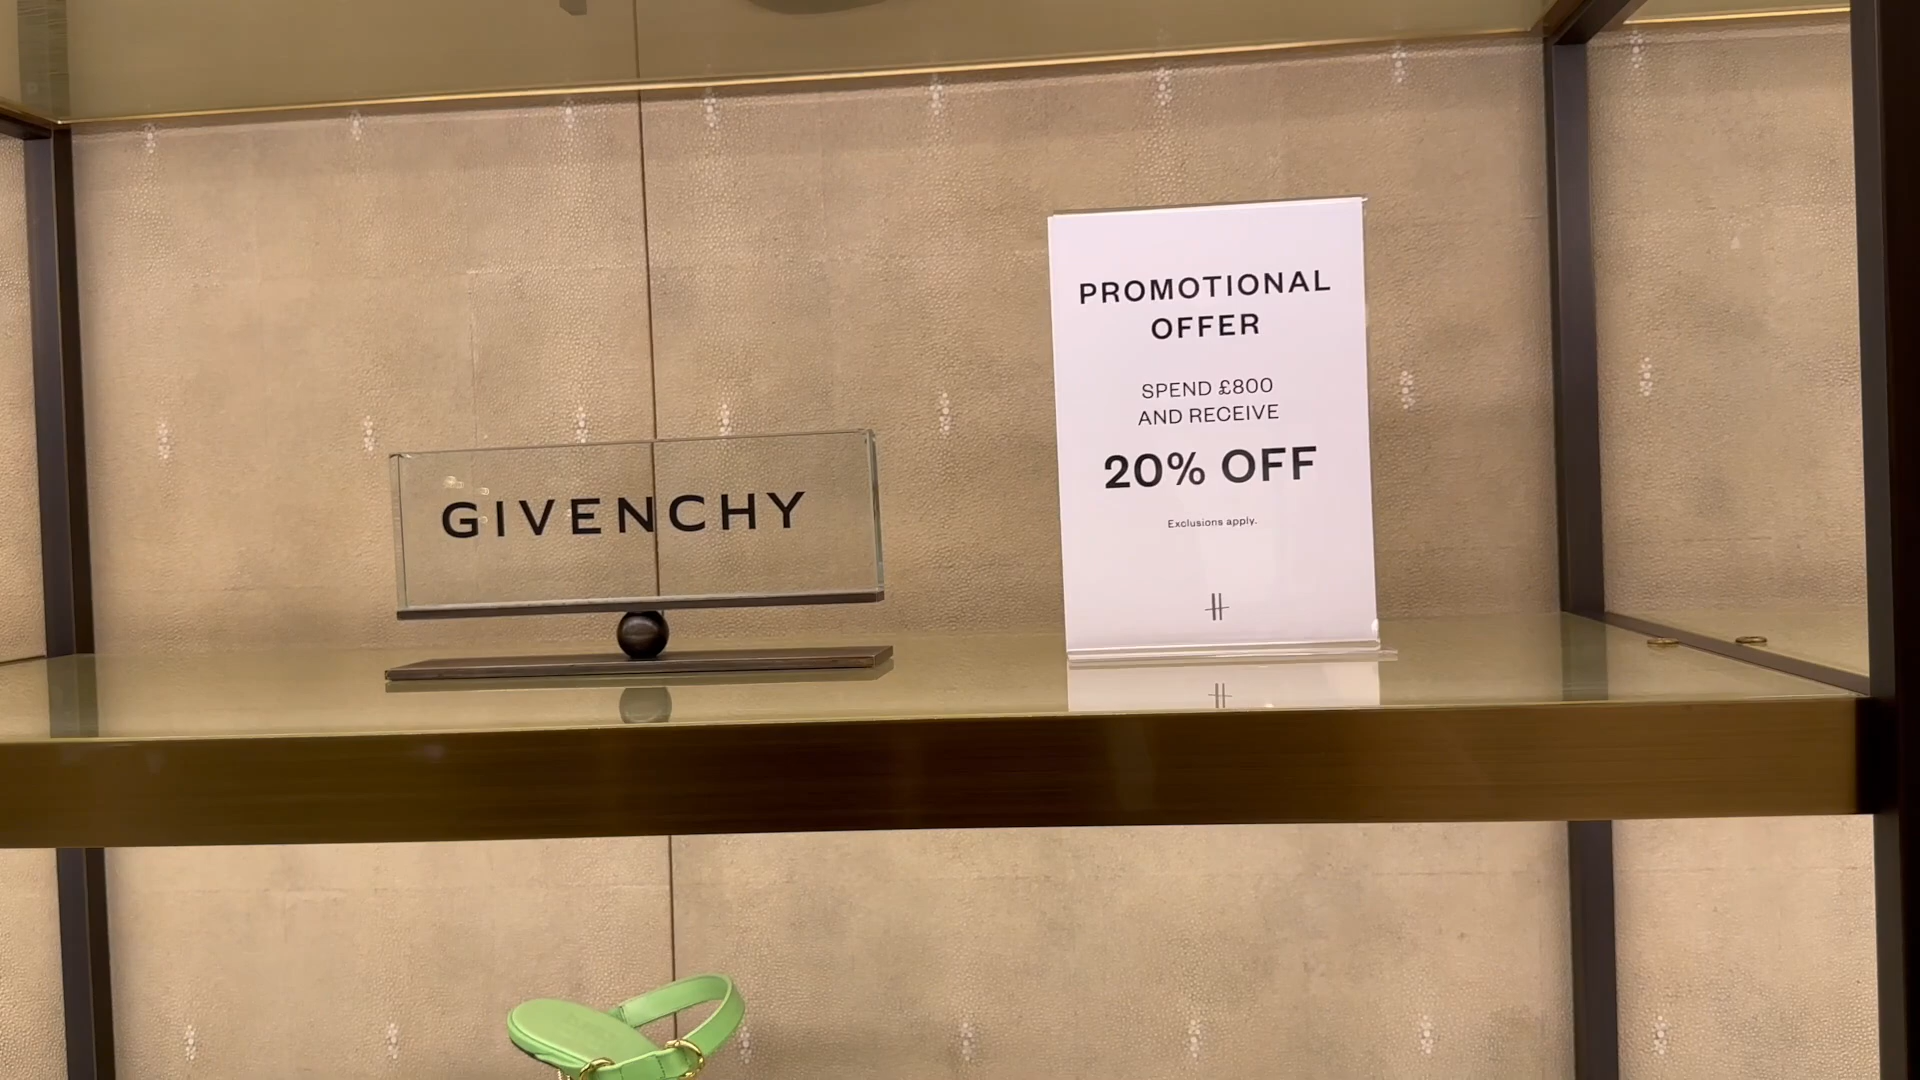 GIVENCHY
PROMOTIONAL
OFFER
SPEND £800
AND RECEIVE
20% OFF
Exclusions apply.